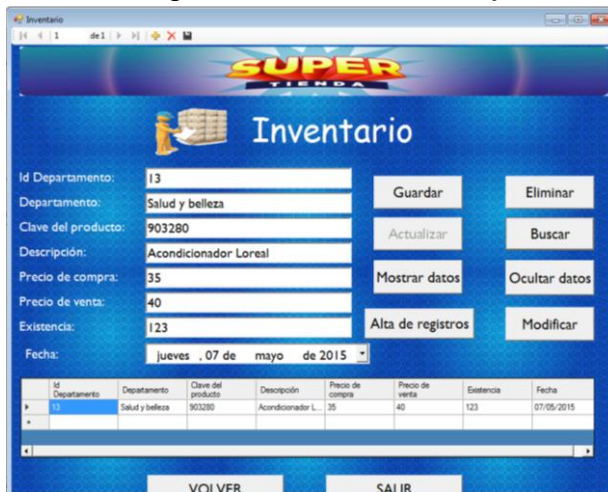 Inventario
1 de 1
SUPER
TIENDA
Inventario
Id Departamento: 13
Departamento: Salud y belleza
Clave del producto: 903280
Descripción: Acondicionador Loreal
Precio de compra: 35
Precio de venta: 40
Existencia: 123
Fecha: jueves , 07 de mayo de 2015
Guardar Eliminar
Actualizar Buscar
Mostrar datos Ocultar datos
Alta de registros Modificar
Id Departamento Departamento Clave del producto Descripción Precio de compra Precio de venta Existencia Fecha
13 Salud y belleza 903280 Acondicionador L... 35 40 123 07/05/2015
VOLVER SALIR